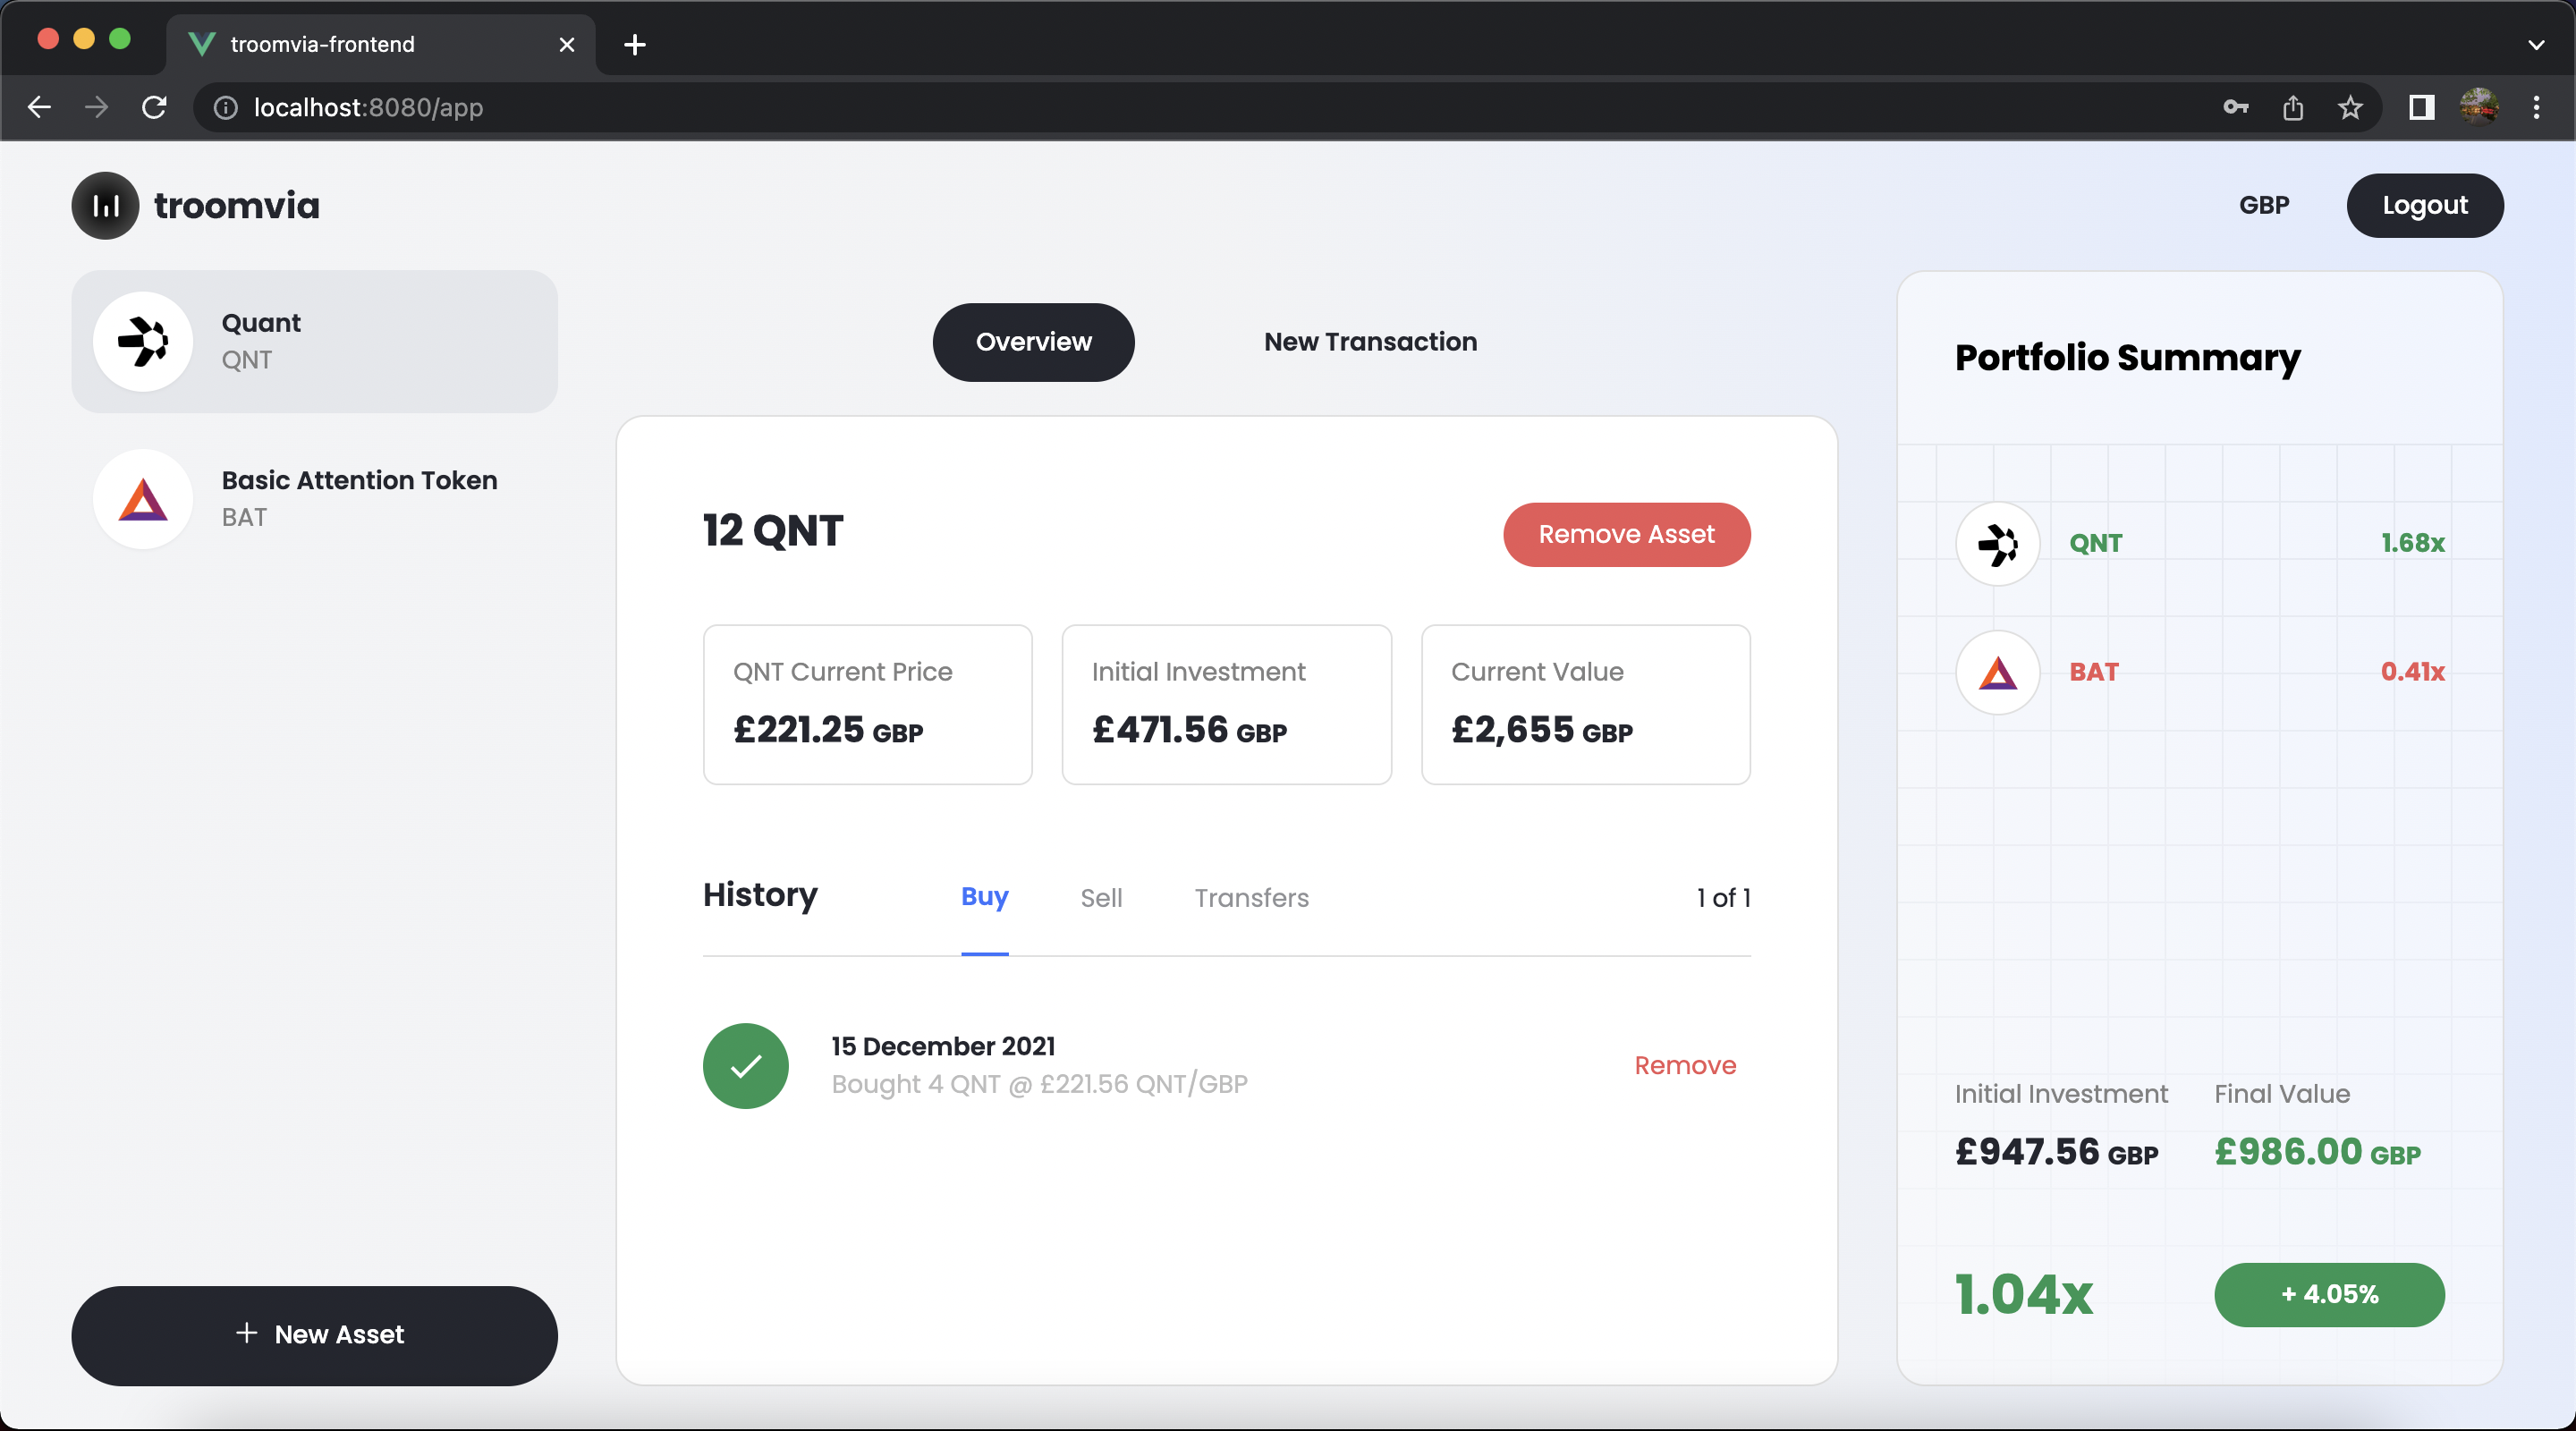 troomvia-frontend
localhost:8080/app
troomvia
GBP
Logout
Quant
QNT
Basic Attention Token
BAT
+ New Asset
Overview
New Transaction
12 QNT
Remove Asset
QNT Current Price
£221.25 GBP
Initial Investment
£471.56 GBP
Current Value
£2,655 GBP
History
Buy
Sell
Transfers
1 of 1
15 December 2021
Bought 4 QNT @ £221.56 QNT/GBP
Remove
Portfolio Summary
QNT
1.68x
BAT
0.41x
Initial Investment
£947.56 GBP
Final Value
£986.00 GBP
1.04x
+ 4.05%